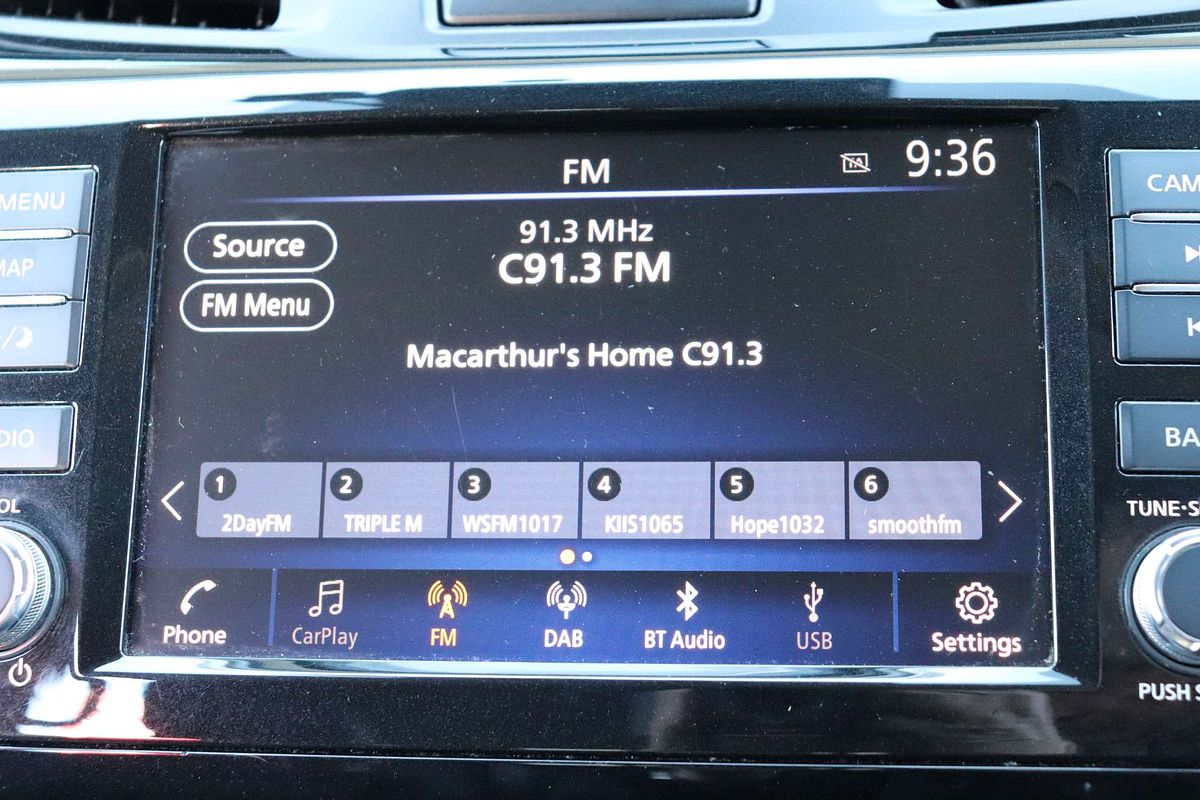 FM
TA
9:36
MENU
CAM
Source
91.3 MHz
C91.3 FM
MAP
FM Menu
Macarthur's Home C91.3
DIO
BA
1
2
3
4
5
6
2DayFM
TRIPLE M
WSFM1017
KIIS1065
Hope1032
smoothfm
OL
TUNE·S
Phone
CarPlay
FM
DAB
BT Audio
USB
Settings
PUSH S